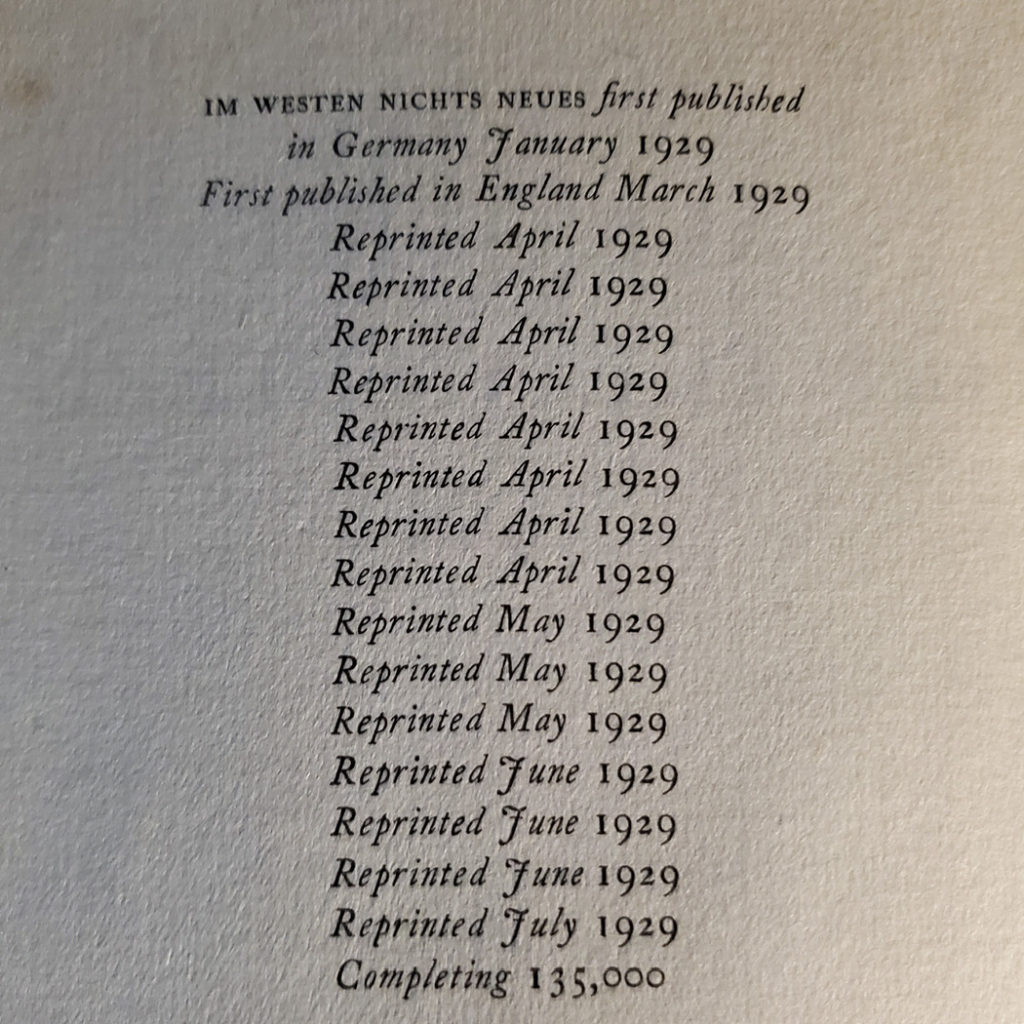 IM WESTEN NICHTS NEUES first published
in Germany January 1929
First published in England March 1929
Reprinted April 1929
Reprinted April 1929
Reprinted April 1929
Reprinted April 1929
Reprinted April 1929
Reprinted April 1929
Reprinted April 1929
Reprinted April 1929
Reprinted May 1929
Reprinted May 1929
Reprinted May 1929
Reprinted June 1929
Reprinted June 1929
Reprinted June 1929
Reprinted July 1929
Completing 135,000